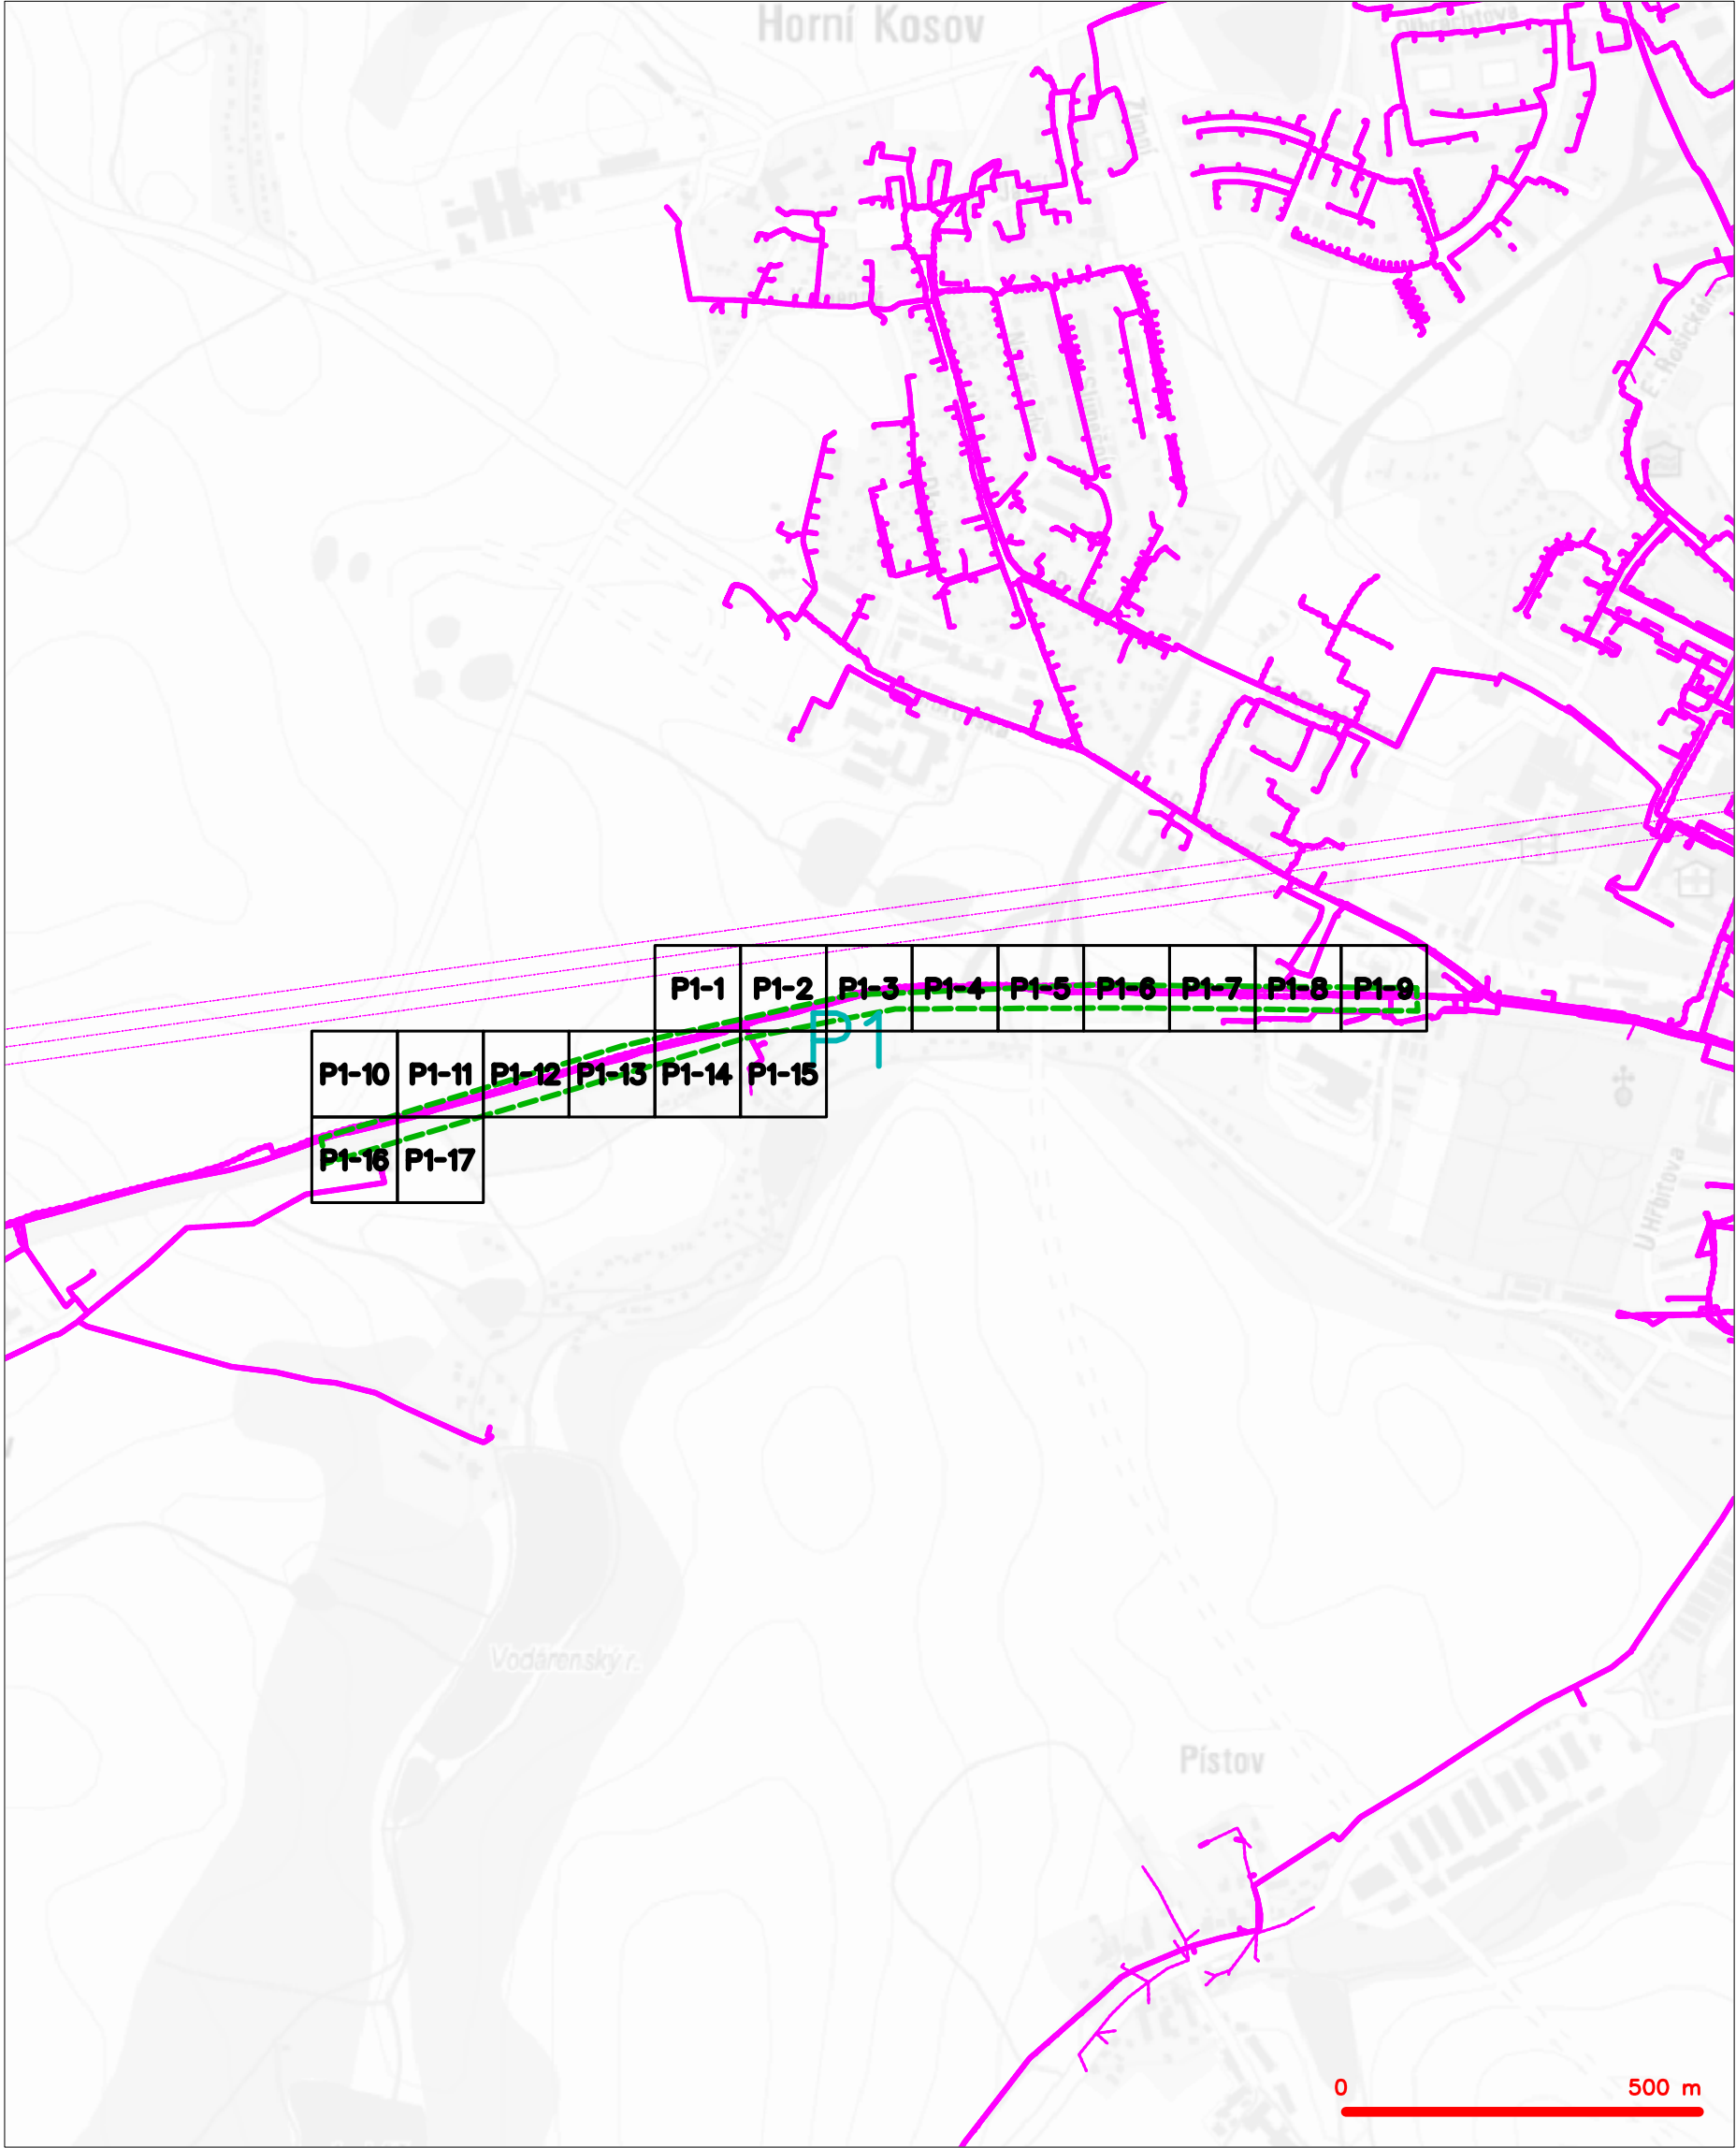 Horní Kosov
Olbrachtova
Zimní
E. Rošického
P1-1 P1-2 P1-3 P1-4 P1-5 P1-6 P1-7 P1-8 P1-9
P1
P1-10 P1-11 P1-12 P1-13 P1-14 P1-15
P1-16 P1-17
U Hřbitova
Vodárenský r.
Pístov
0 500 m